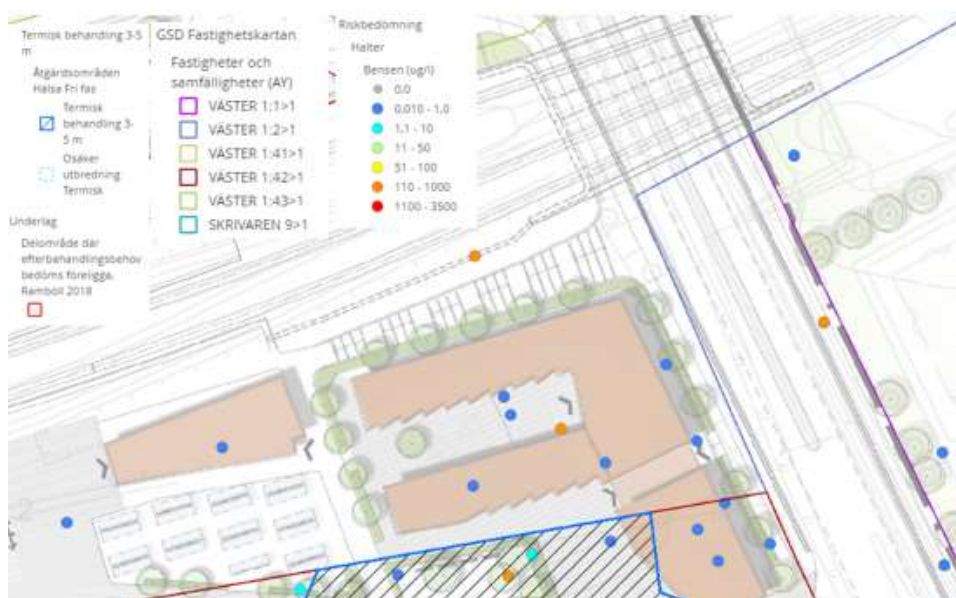 Termisk behandling 3-5
m
Åtgärdsområden
Hälsa Fri fas
Termisk
behandling 3-
5 m
Osäker
utbredning
Termisk
Underlag
Delområde där
efterbehandlingsbehov
bedöms föreligga,
Ramböll 2018
GSD Fastighetskartan
Fastigheter och
samfälligheter (AY)
VÄSTER 1:1>1
VÄSTER 1:2>1
VÄSTER 1:41>1
VÄSTER 1:42>1
VÄSTER 1:43>1
SKRIVAREN 9>1
Riskbedömning
Halter
Bensen (ug/l)
0,0
0,010 - 1,0
1,1 - 10
11 - 50
51 - 100
110 - 1000
1100 - 3500